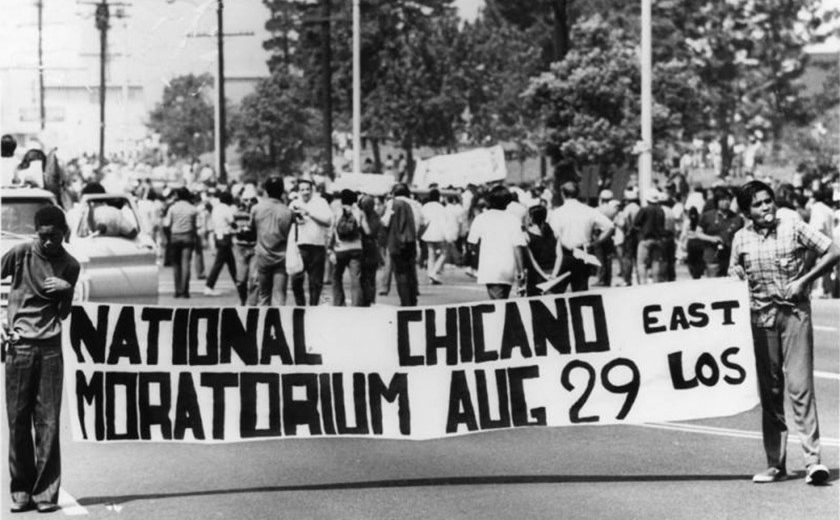 NATIONAL CHICANO EAST
MORATORIUM AUG 29 LOS